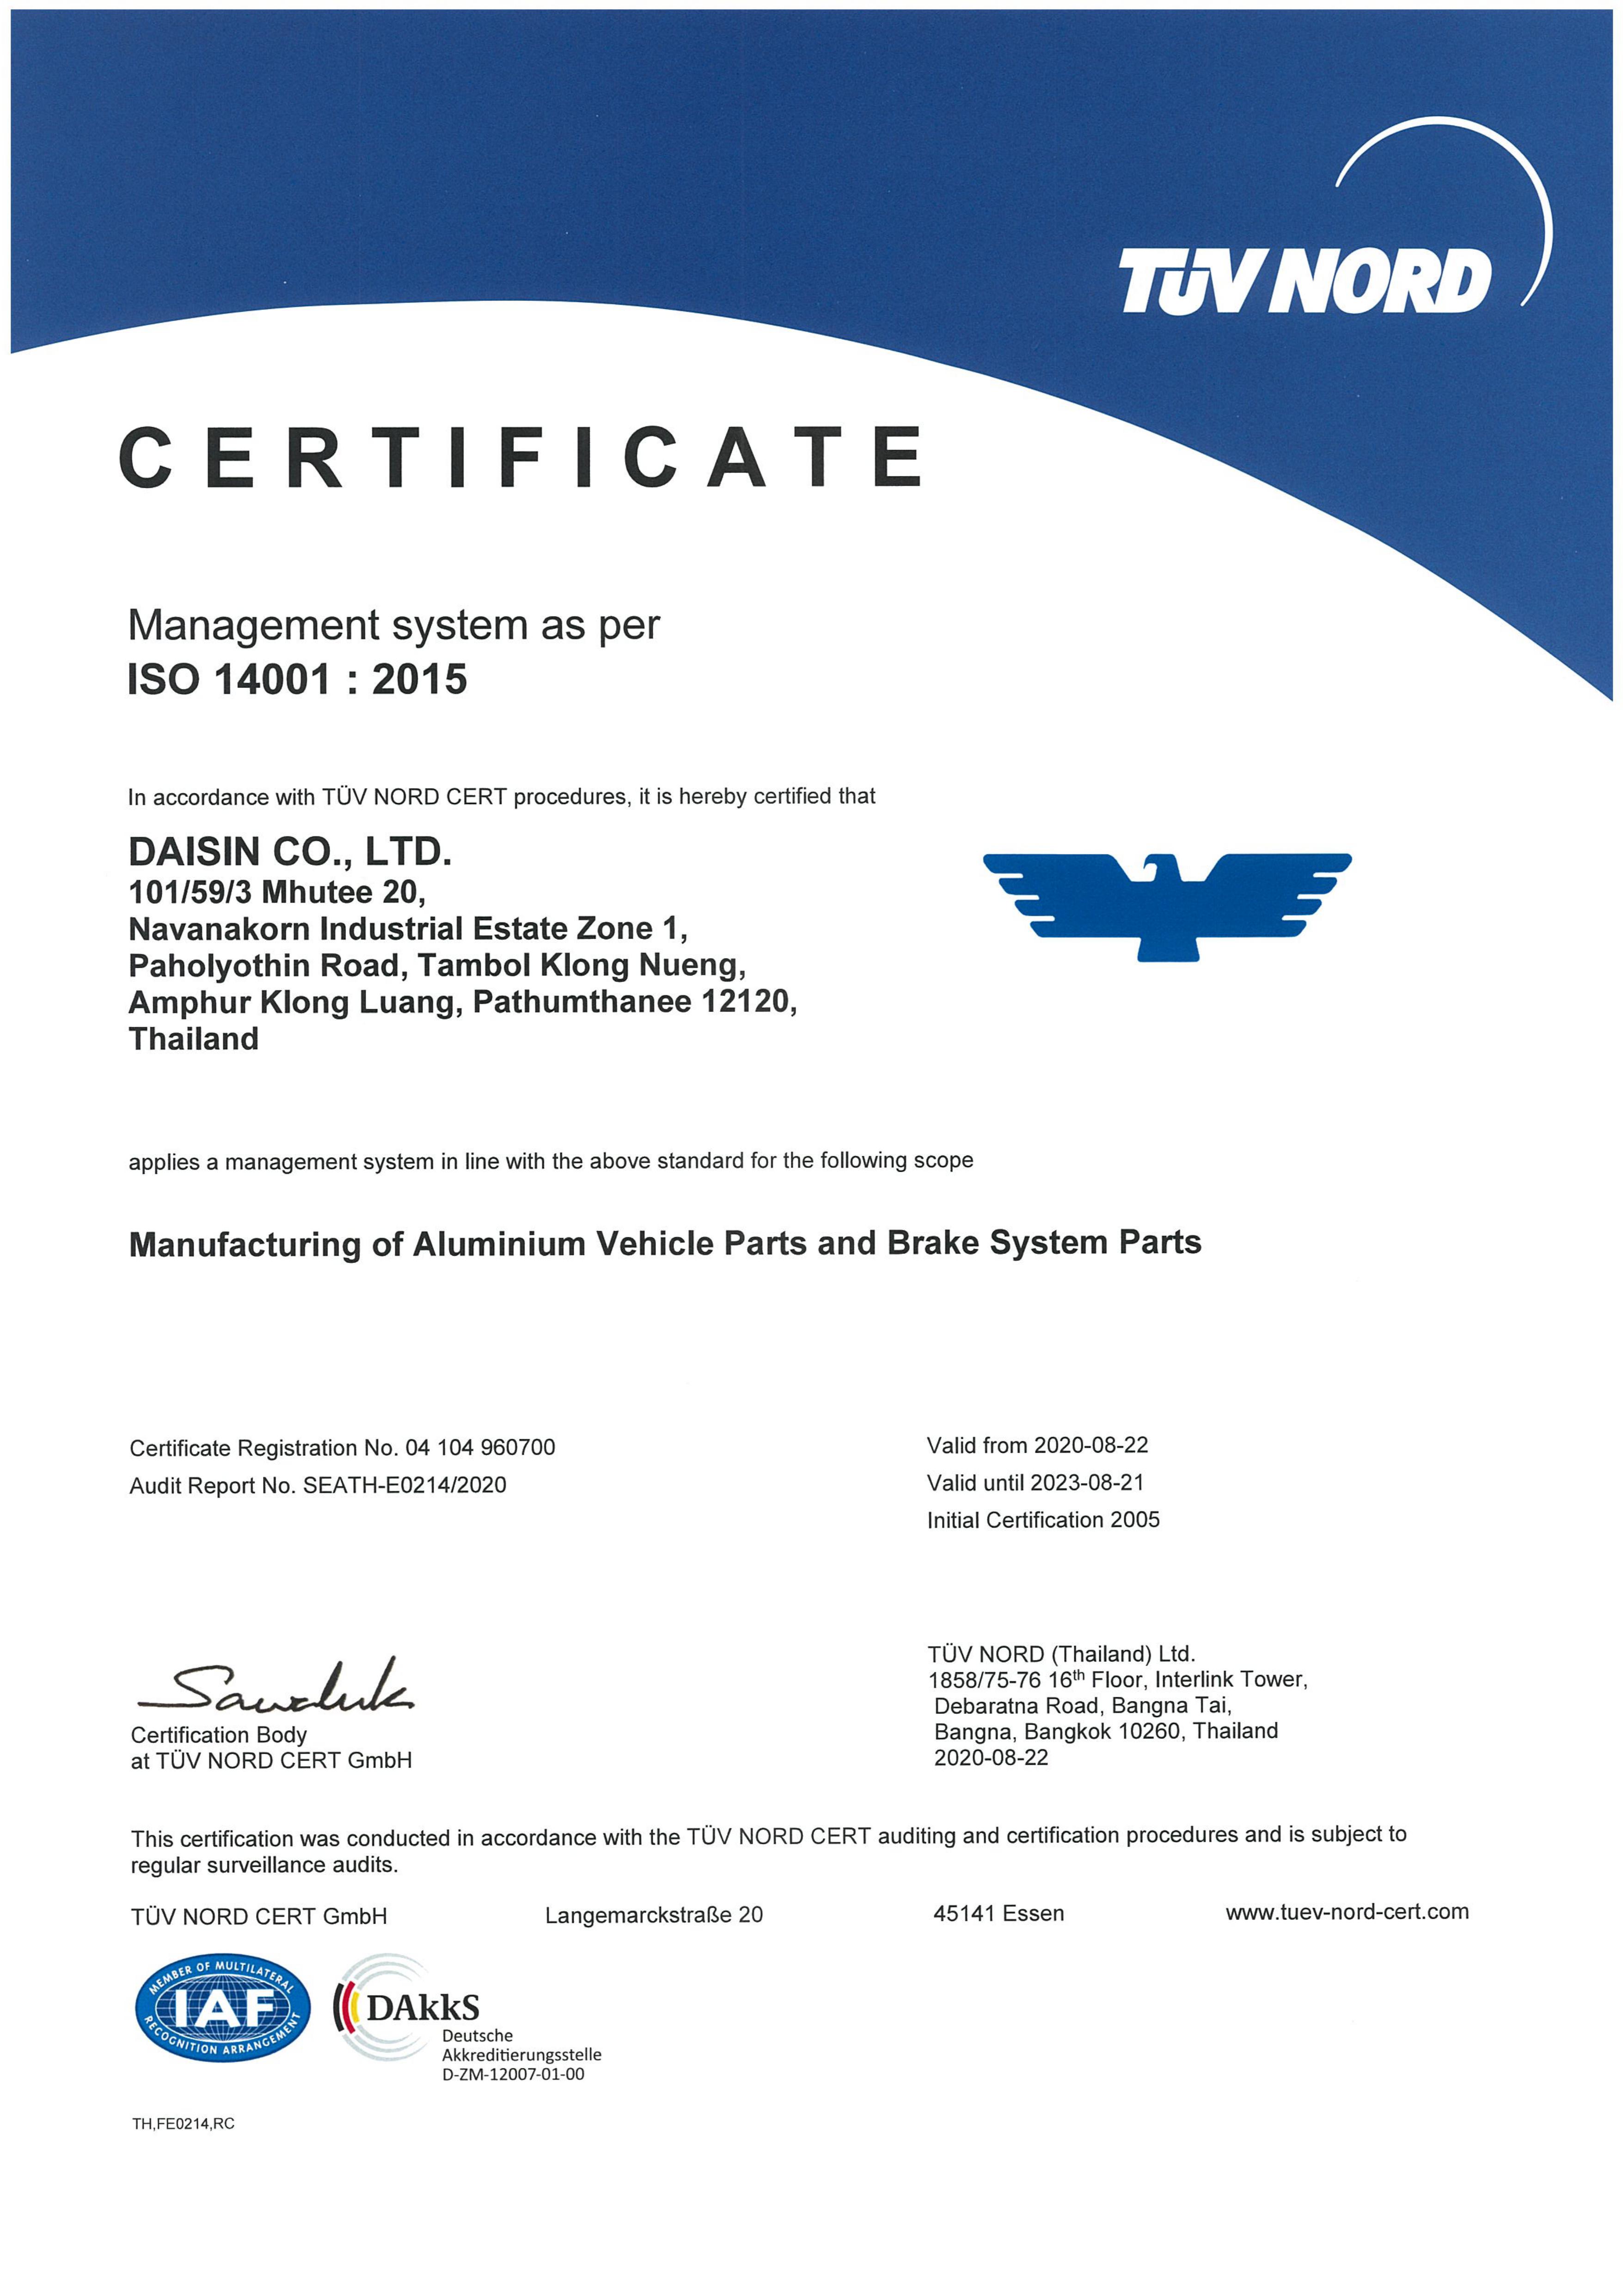 TÜV NORD
CERTIFICATE
Management system as per
ISO 14001 : 2015
In accordance with TÜV NORD CERT procedures, it is hereby certified that
DAISIN CO., LTD.
101/59/3 Mhutee 20,
Navanakorn Industrial Estate Zone 1,
Paholyothin Road, Tambol Klong Nueng,
Amphur Klong Luang, Pathumthanee 12120,
Thailand
applies a management system in line with the above standard for the following scope
Manufacturing of Aluminium Vehicle Parts and Brake System Parts
Certificate Registration No. 04 104 960700
Audit Report No. SEATH-E0214/2020
Valid from 2020-08-22
Valid until 2023-08-21
Initial Certification 2005
Certification Body
at TÜV NORD CERT GmbH
TÜV NORD (Thailand) Ltd.
1858/75-76 16th Floor, Interlink Tower,
Debaratna Road, Bangna Tai,
Bangna, Bangkok 10260, Thailand
2020-08-22
This certification was conducted in accordance with the TÜV NORD CERT auditing and certification procedures and is subject to
regular surveillance audits.
TÜV NORD CERT GmbH Langemarckstraße 20 45141 Essen www.tuev-nord-cert.com
MEMBER OF MULTILATERAL
IAF
RECOGNITION ARRANGEMENT
DAkkS
Deutsche
Akkreditierungsstelle
D-ZM-12007-01-00
TH,FE0214,RC